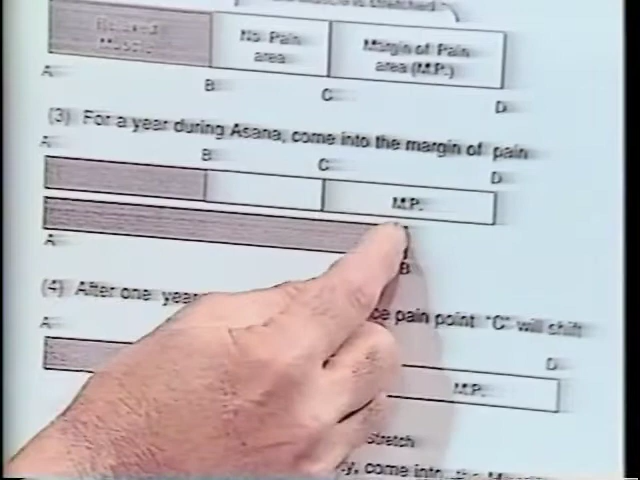 Relaxed No Pain Margin of Pain
Muscle area area (M.P.)
A B C D
(3) For a year during Asana, come into the margin of pain
A B C D
M.P.
A B
(4) After one year pain point "C" will shift
A D
M.P.
Stretch
come into the